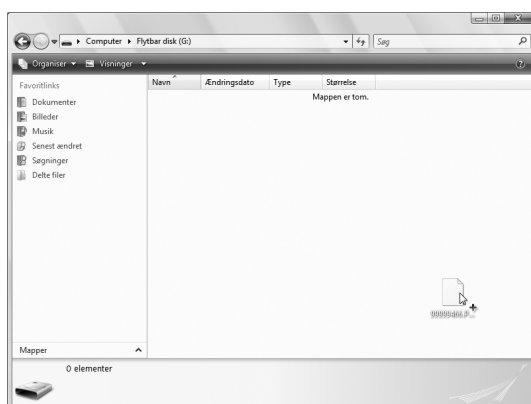 Computer Flytbar disk (G:) Søg
Organiser Visninger
Favoritlinks
Dokumenter
Billeder
Musik
Senest ændret
Søgninger
Delte filer
Mapper
Navn Ændringsdato Type Størrelse
Mappen er tom.
0 elementer